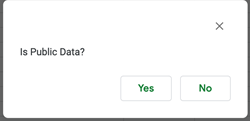 Is Public Data?
Yes No